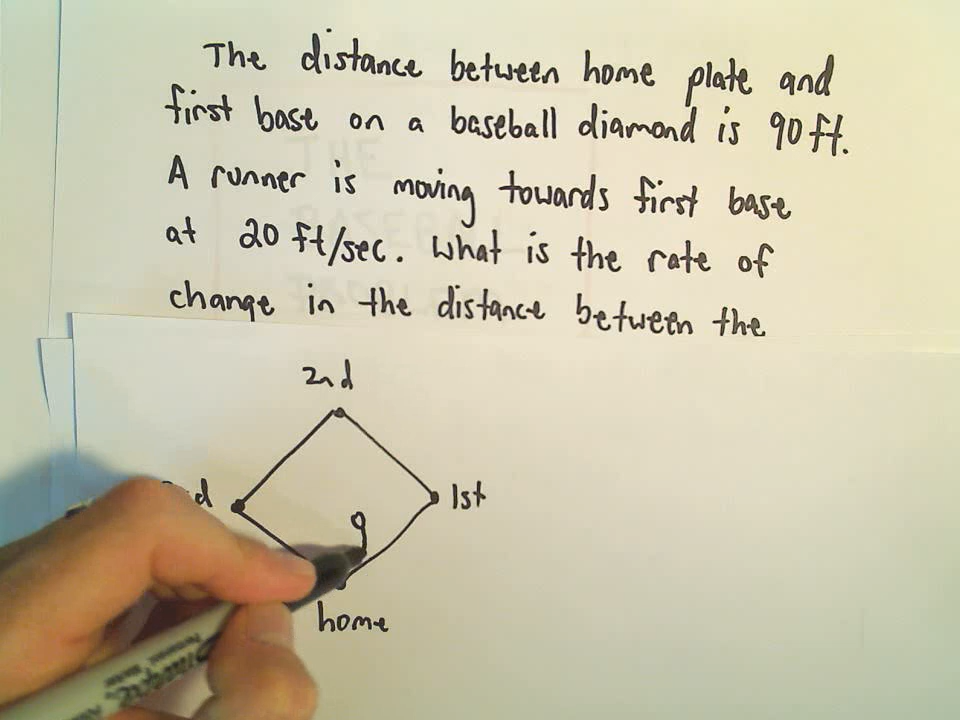 The distance between home plate and
first base on a baseball diamond is 90 ft.
A runner is moving towards first base
at 20 ft/sec. What is the rate of
change in the distance between the
2nd
1st
home